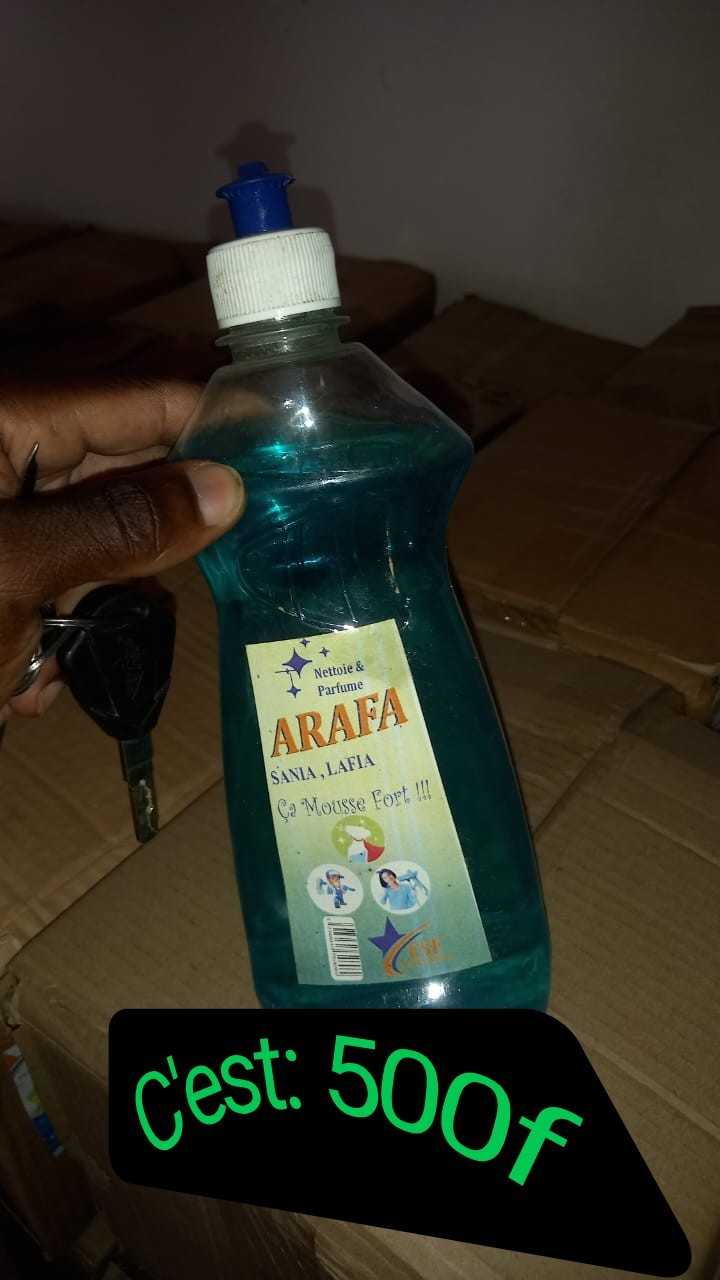 Nettoie &
Parfume
ARAFA
SANIA , LAFIA
Ça Mousse Fort !!!
C'est: 500f